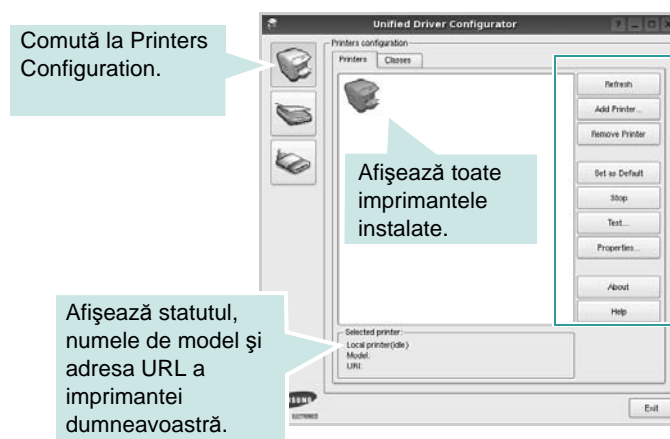 Comută la Printers
Configuration.
Unified Driver Configurator
Printers configuration
Printers
Classes
Refresh
Add Printer...
Remove Printer
Set as Default
Stop
Test...
Properties...
About
Help
Afişează toate
imprimantele
instalate.
Afişează statutul,
numele de model şi
adresa URL a
imprimantei
dumneavoastră.
Selected printer:
Local printer(idle)
Model:
URI:
ELECTRONICS
Exit